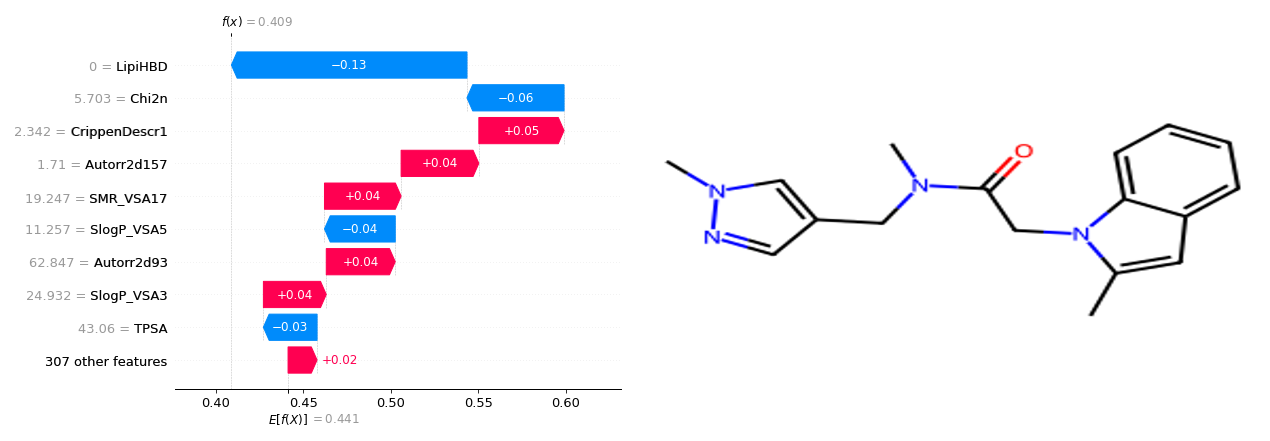 f(x) = 0.409
0 = LipiHBD
−0.13
5.703 = Chi2n
−0.06
2.342 = CrippenDescr1
+0.05
1.71 = Autorr2d157
+0.04
19.247 = SMR_VSA17
+0.04
11.257 = SlogP_VSA5
−0.04
62.847 = Autorr2d93
+0.04
24.932 = SlogP_VSA3
+0.04
43.06 = TPSA
−0.03
307 other features
+0.02
0.40 0.45 0.50 0.55 0.60
E[f(X)] = 0.441
N
N
N
O
N